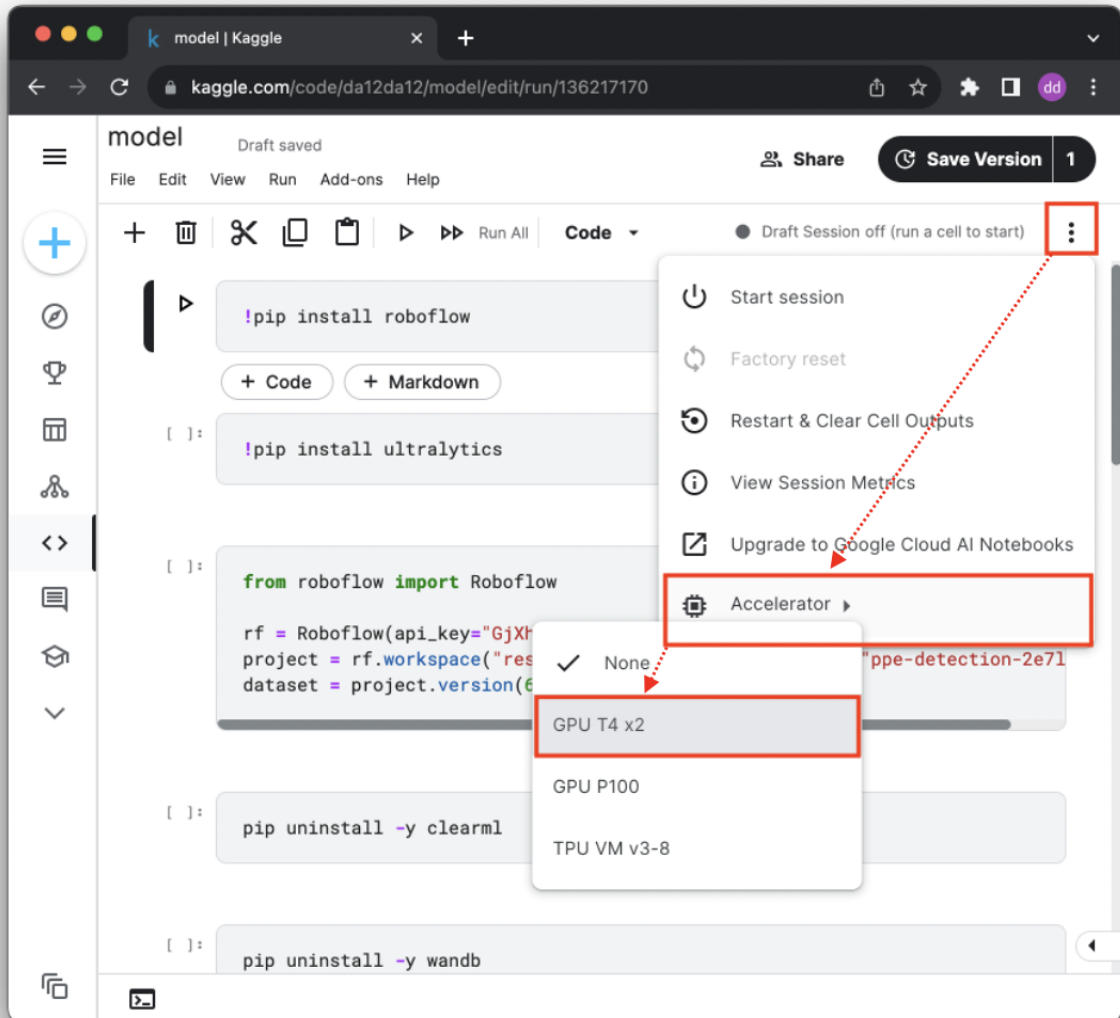 model | Kaggle
kaggle.com/code/da12da12/model/edit/run/136217170
dd
model
Draft saved
File Edit View Run Add-ons Help
Share
Save Version 1
Run All
Code
Draft Session off (run a cell to start)
!pip install roboflow
+ Code + Markdown
[ ]:
!pip install ultralytics
[ ]:
from roboflow import Roboflow
rf = Roboflow(api_key="GjXh
project = rf.workspace("res "ppe-detection-2e7l
dataset = project.version(6
[ ]:
pip uninstall -y clearml
[ ]:
pip uninstall -y wandb
Start session
Factory reset
Restart & Clear Cell Outputs
View Session Metrics
Upgrade to Google Cloud AI Notebooks
Accelerator
None
GPU T4 x2
GPU P100
TPU VM v3-8